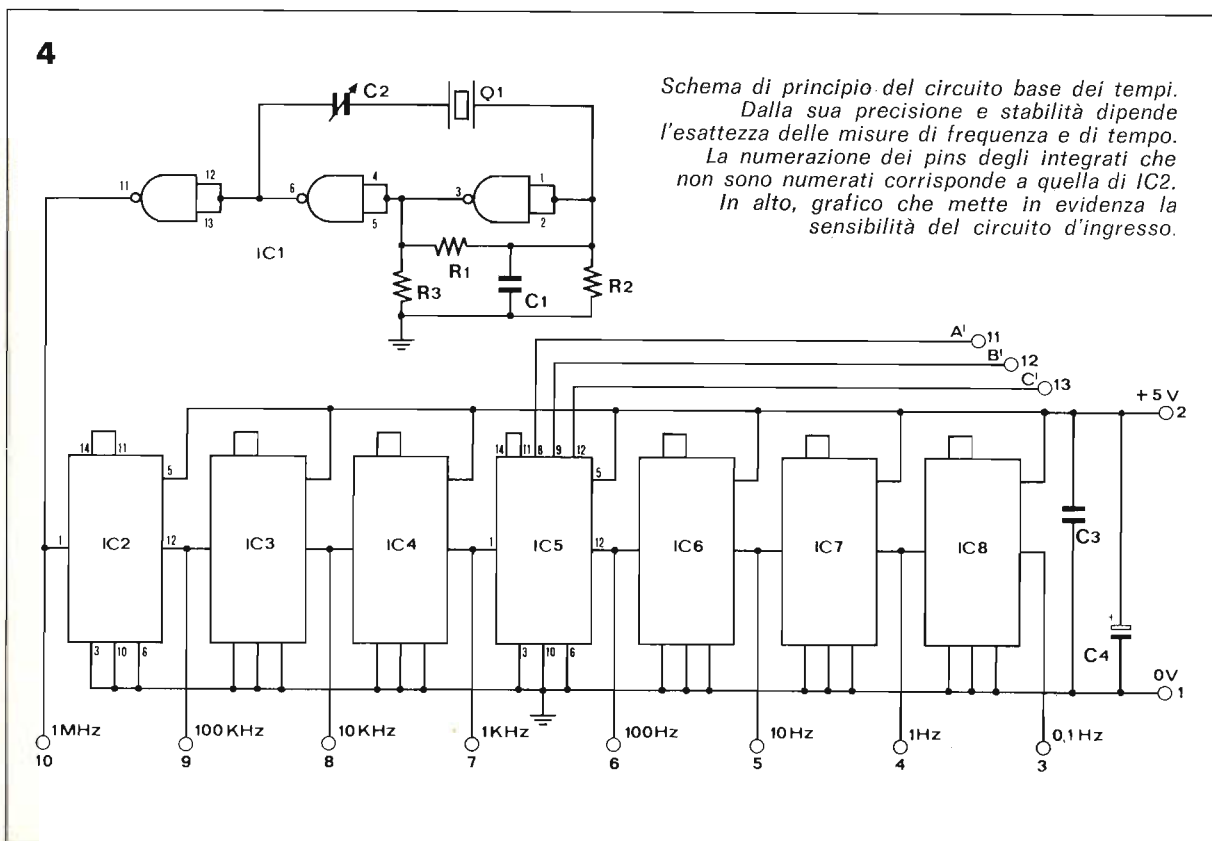 4
C2
Q1
Schema di principio del circuito base dei tempi.
Dalla sua precisione e stabilità dipende
l'esattezza delle misure di frequenza e di tempo.
La numerazione dei pins degli integrati che
non sono numerati corrisponde a quella di IC2.
In alto, grafico che mette in evidenza la
sensibilità del circuito d'ingresso.
11 12 13 6 4 5 3 1 2
IC1
R1
R3 C1 R2
A' 11
B' 12
C' 13
+5V
2
14 11 5 14 11 8 9 12 5
1 IC2 12 IC3 IC4 1 IC5 12 IC6 IC7 IC8
C3
+
C4
3 10 6 3 10 6
0V
1
1MHz 100KHz 10KHz 1KHz 100Hz 10Hz 1Hz 0,1Hz
10 9 8 7 6 5 4 3